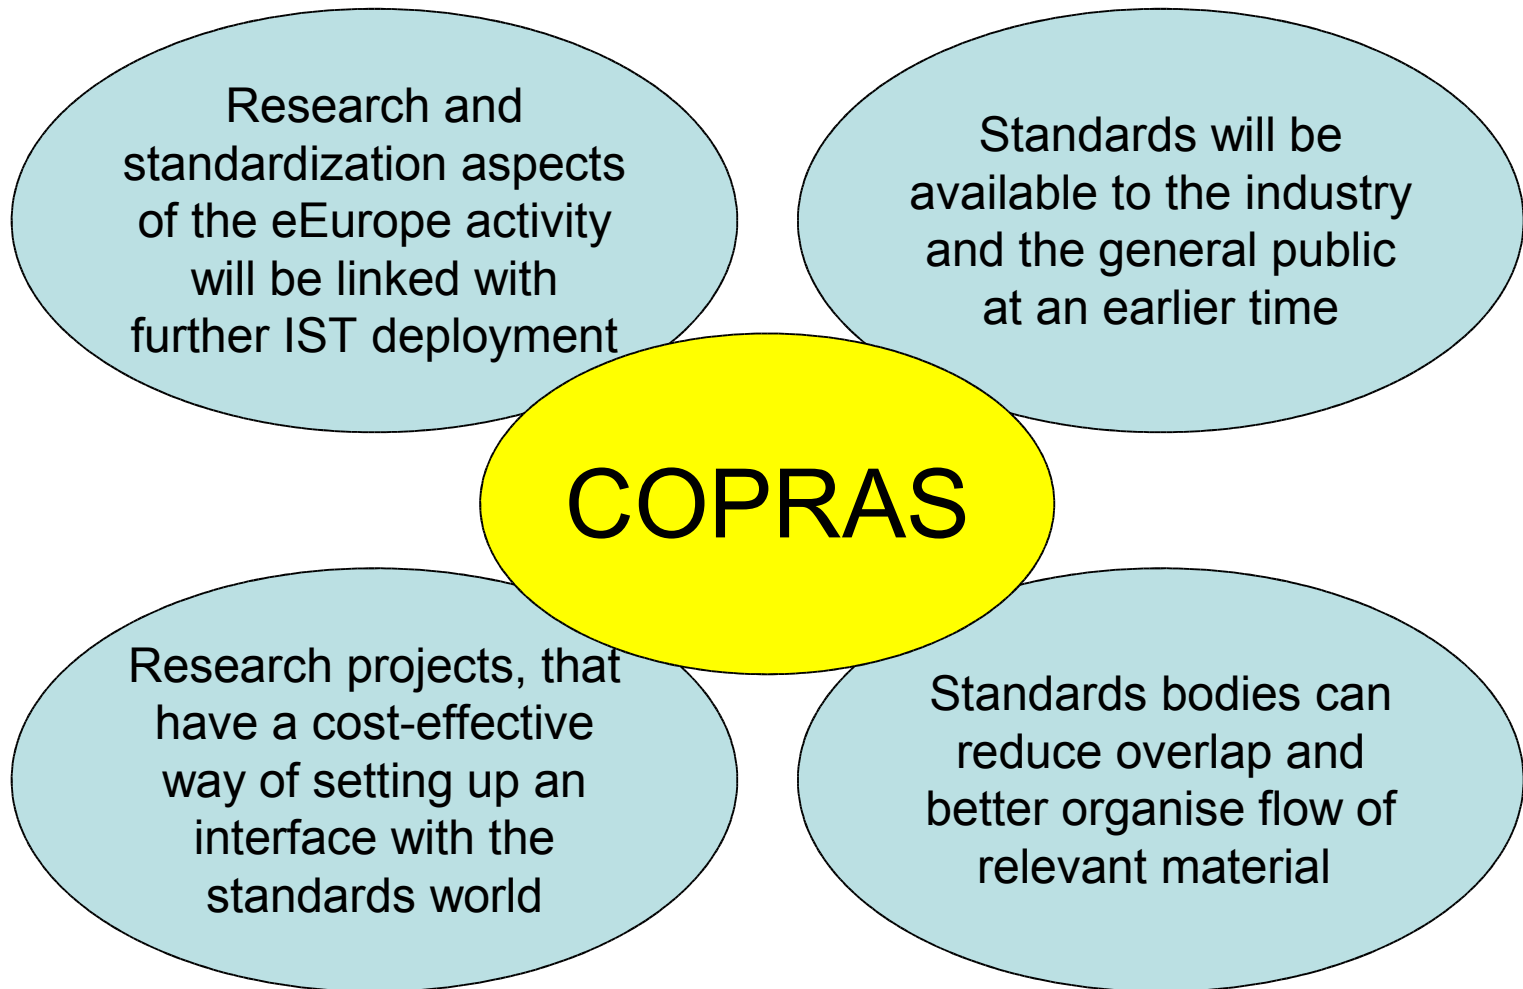 Research and
standardization aspects
of the eEurope activity
will be linked with
further IST deployment
Standards will be
available to the industry
and the general public
at an earlier time
COPRAS
Research projects, that
have a cost-effective
way of setting up an
interface with the
standards world
Standards bodies can
reduce overlap and
better organise flow of
relevant material